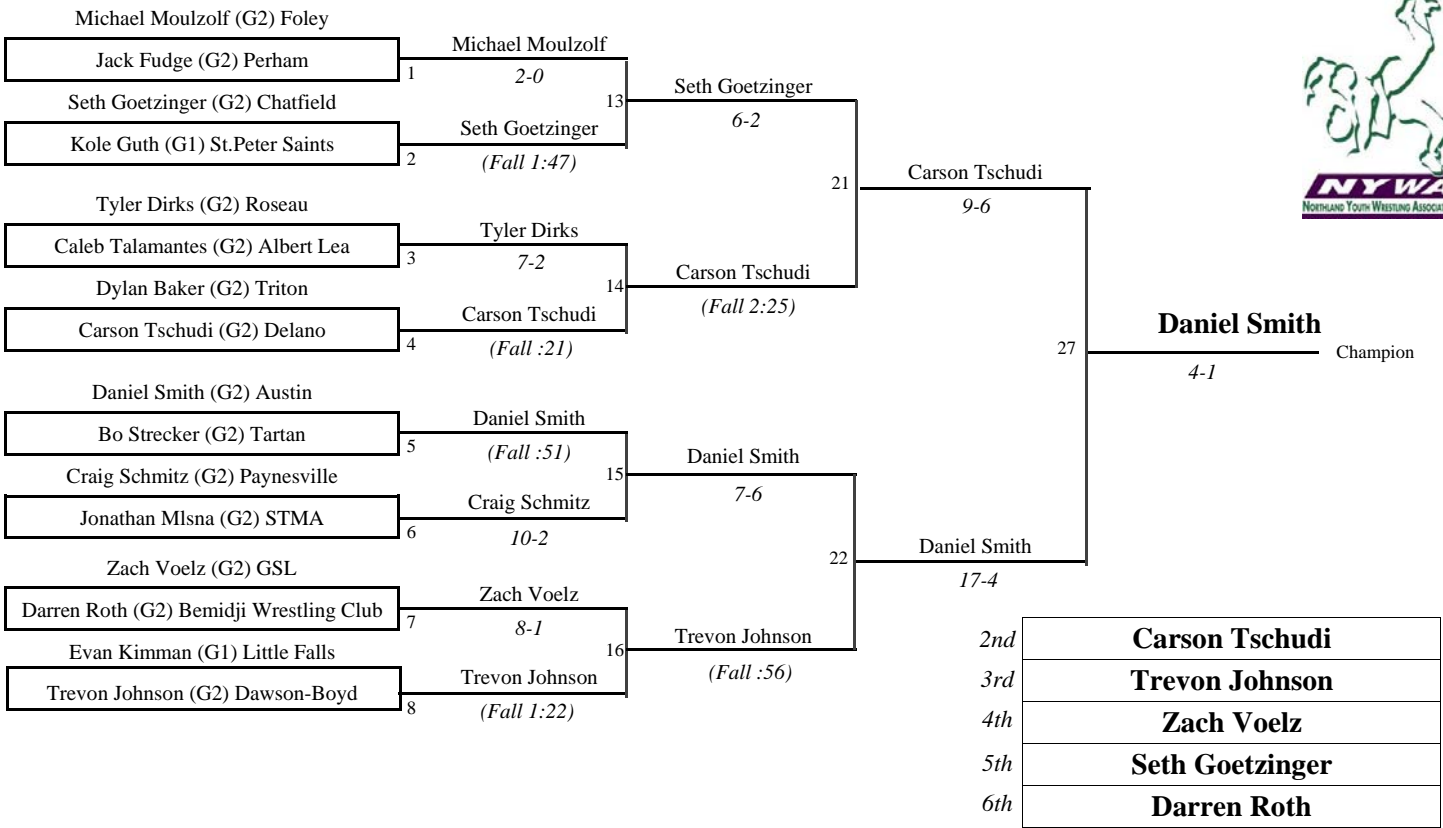 Michael Moulzolf (G2) Foley
Jack Fudge (G2) Perham
1
Seth Goetzinger (G2) Chatfield
Kole Guth (G1) St.Peter Saints
2
Tyler Dirks (G2) Roseau
Caleb Talamantes (G2) Albert Lea
3
Dylan Baker (G2) Triton
Carson Tschudi (G2) Delano
4
Daniel Smith (G2) Austin
Bo Strecker (G2) Tartan
5
Craig Schmitz (G2) Paynesville
Jonathan Mlsna (G2) STMA
6
Zach Voelz (G2) GSL
Darren Roth (G2) Bemidji Wrestling Club
7
Evan Kimman (G1) Little Falls
Trevon Johnson (G2) Dawson-Boyd
8
Michael Moulzolf
2-0
13
Seth Goetzinger
(Fall 1:47)
Tyler Dirks
7-2
14
Carson Tschudi
(Fall :21)
Daniel Smith
(Fall :51)
15
Craig Schmitz
10-2
Zach Voelz
8-1
16
Trevon Johnson
(Fall 1:22)
Seth Goetzinger
6-2
21
Carson Tschudi
(Fall 2:25)
Daniel Smith
7-6
22
Trevon Johnson
(Fall :56)
Carson Tschudi
9-6
27
Daniel Smith
17-4
Daniel Smith
4-1
Champion
NYWA
NORTHLAND YOUTH WRESTLING
2nd Carson Tschudi
3rd Trevon Johnson
4th Zach Voelz
5th Seth Goetzinger
6th Darren Roth